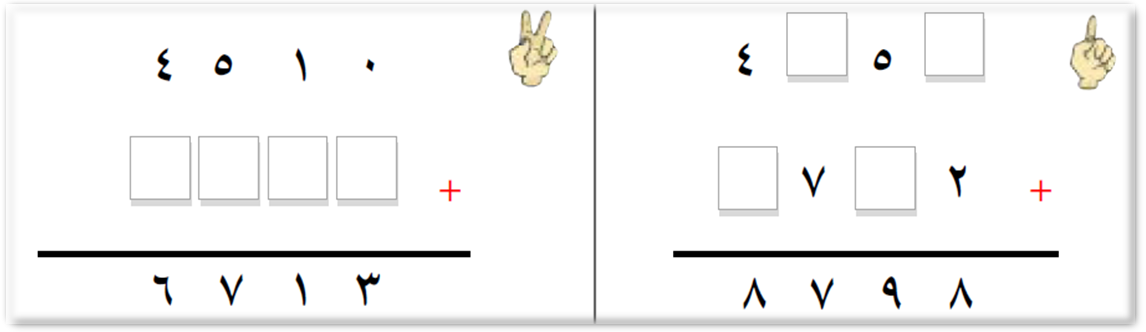 ٤ ٥
٧ ٢ +
٨ ٧ ٩ ٨
٤ ٥ ١ ٠
+
٦ ٧ ١ ٣